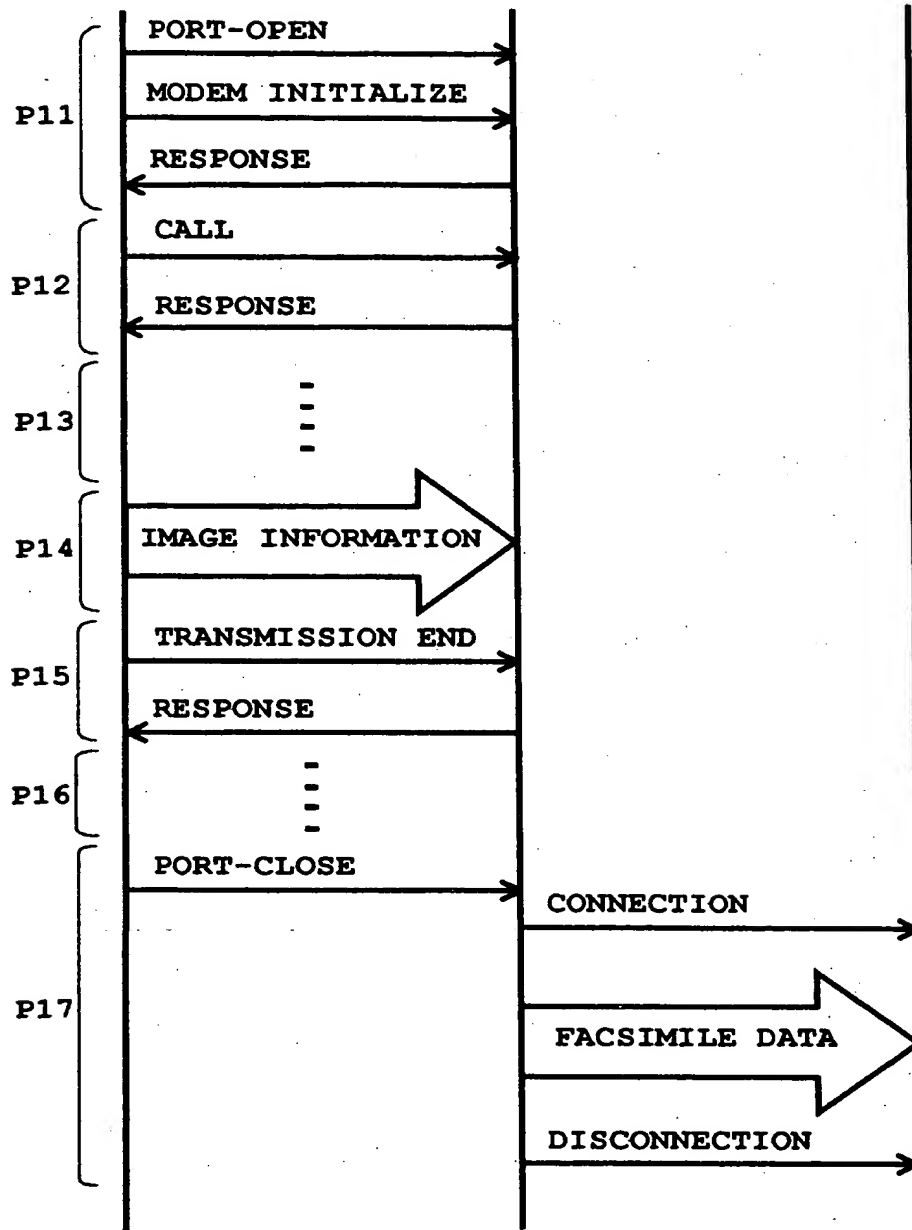 PORT-OPEN
P11
MODEM INITIALIZE
RESPONSE
CALL
P12
RESPONSE
P13
P14
IMAGE INFORMATION
TRANSMISSION END
P15
RESPONSE
P16
PORT-CLOSE
CONNECTION
P17
FACSIMILE DATA
DISCONNECTION